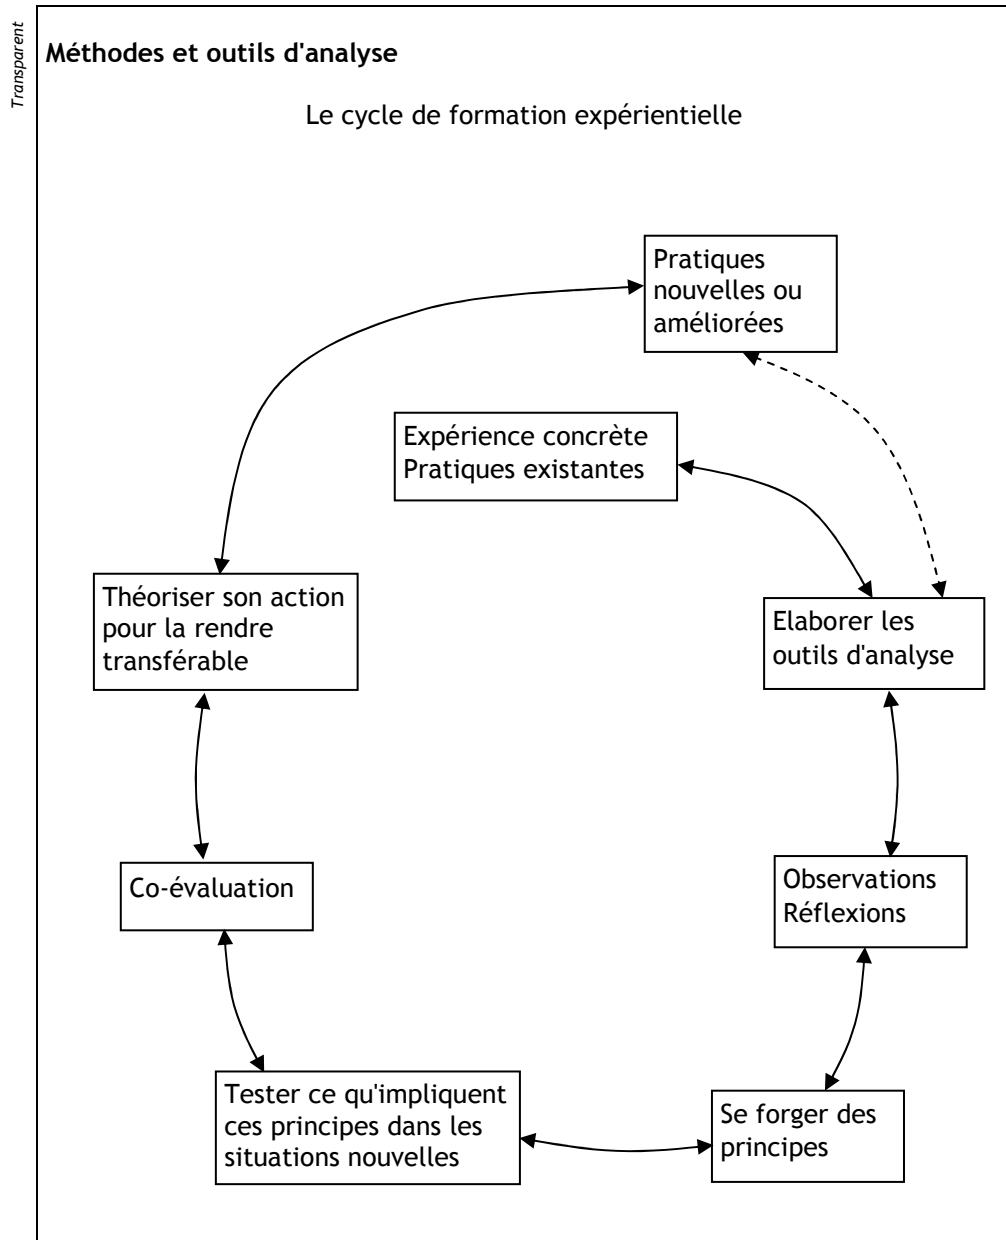 Transparent
Méthodes et outils d'analyse
Le cycle de formation expérientielle
Pratiques
nouvelles ou
améliorées
Expérience concrète
Pratiques existantes
Théoriser son action
pour la rendre
transférable
Elaborer les
outils d'analyse
Co-évaluation
Observations
Réflexions
Tester ce qu'impliquent
ces principes dans les
situations nouvelles
Se forger des
principes